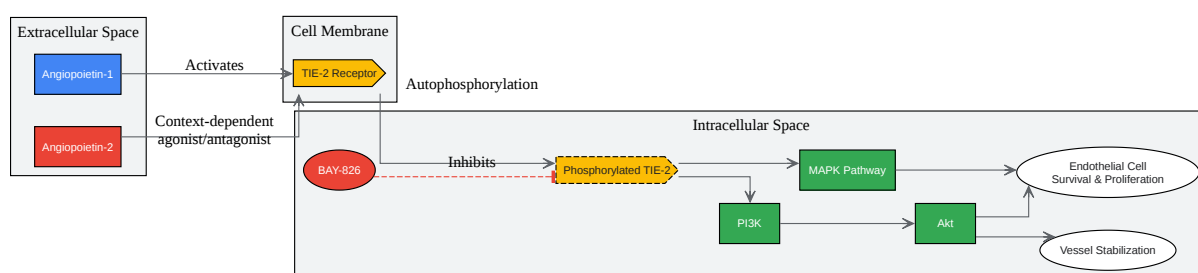 Extracellular Space
Angiopoietin-1
Angiopoietin-2
Activates
Context-dependent
agonist/antagonist
Cell Membrane
TIE-2 Receptor
Autophosphorylation
Intracellular Space
BAY-826
Inhibits
Phosphorylated TIE-2
MAPK Pathway
PI3K
Akt
Endothelial Cell
Survival & Proliferation
Vessel Stabilization